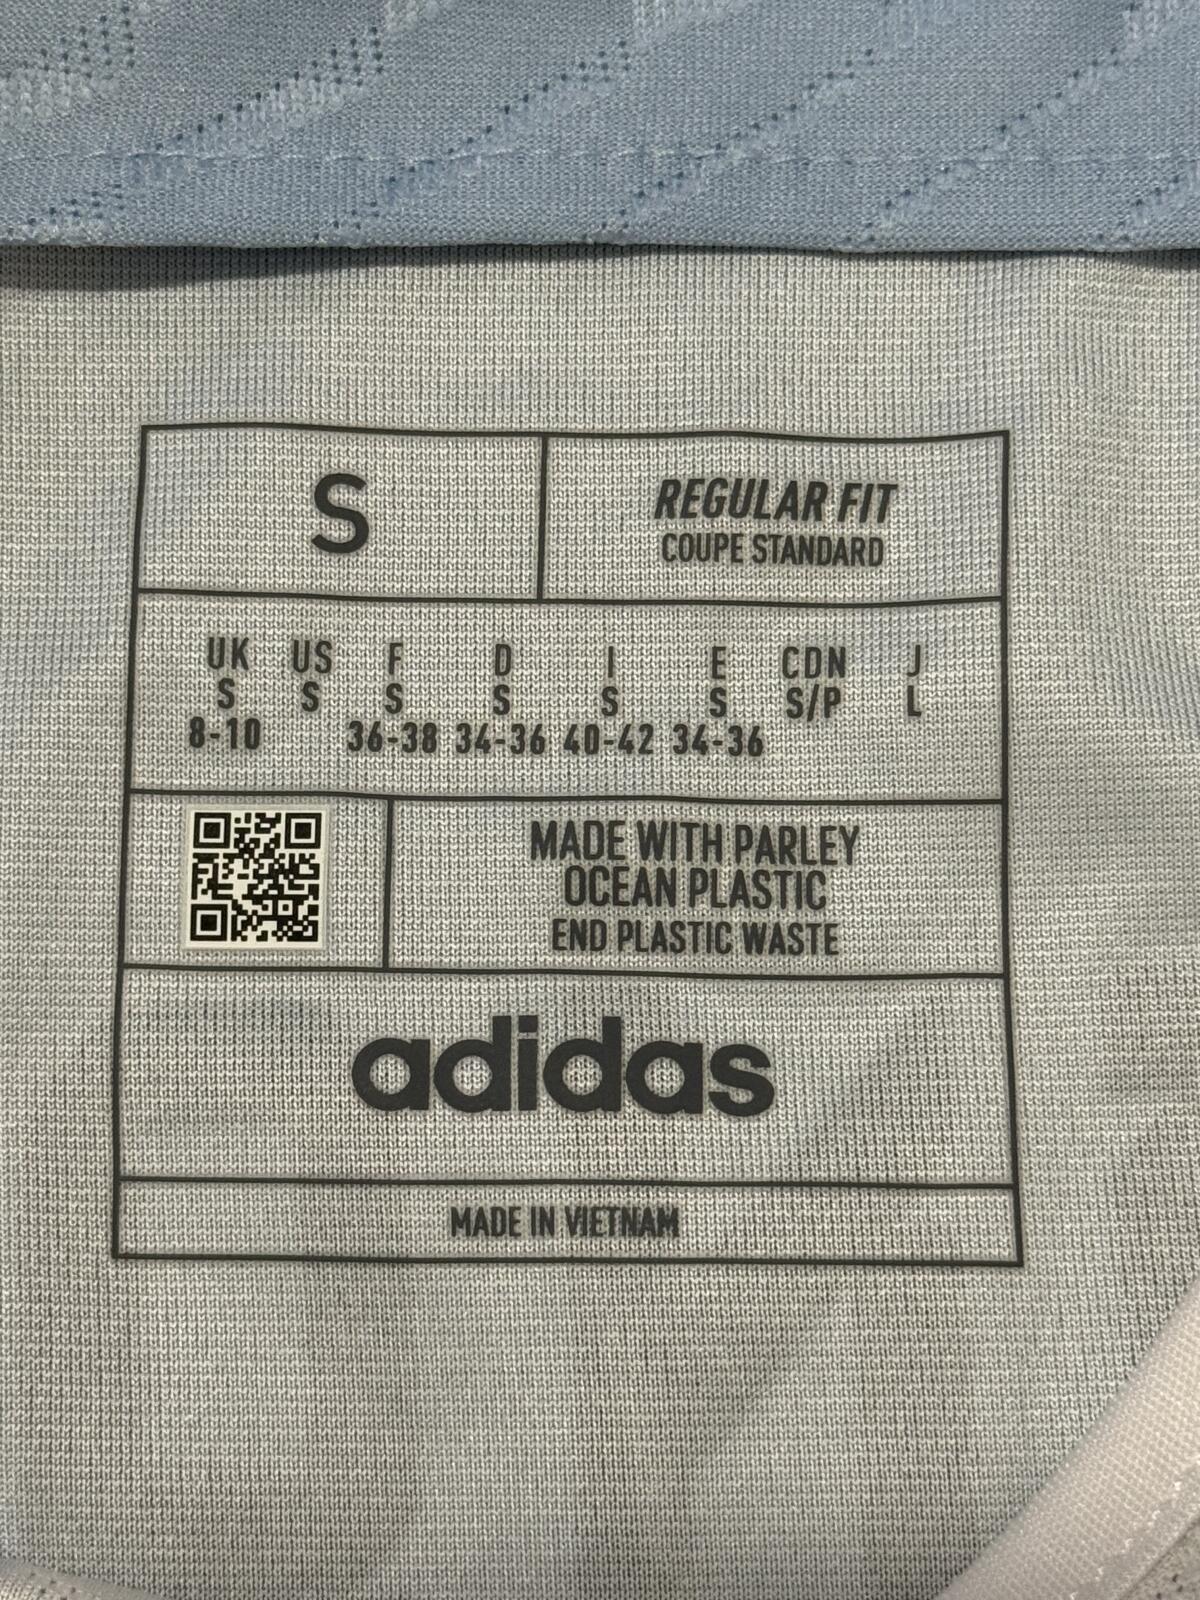 S
REGULAR FIT
COUPE STANDARD
UK US F D I E CDN J
S S S S S S S/P L
8-10 36-38 34-36 40-42 34-36
MADE WITH PARLEY
OCEAN PLASTIC
END PLASTIC WASTE
adidas
MADE IN VIETNAM